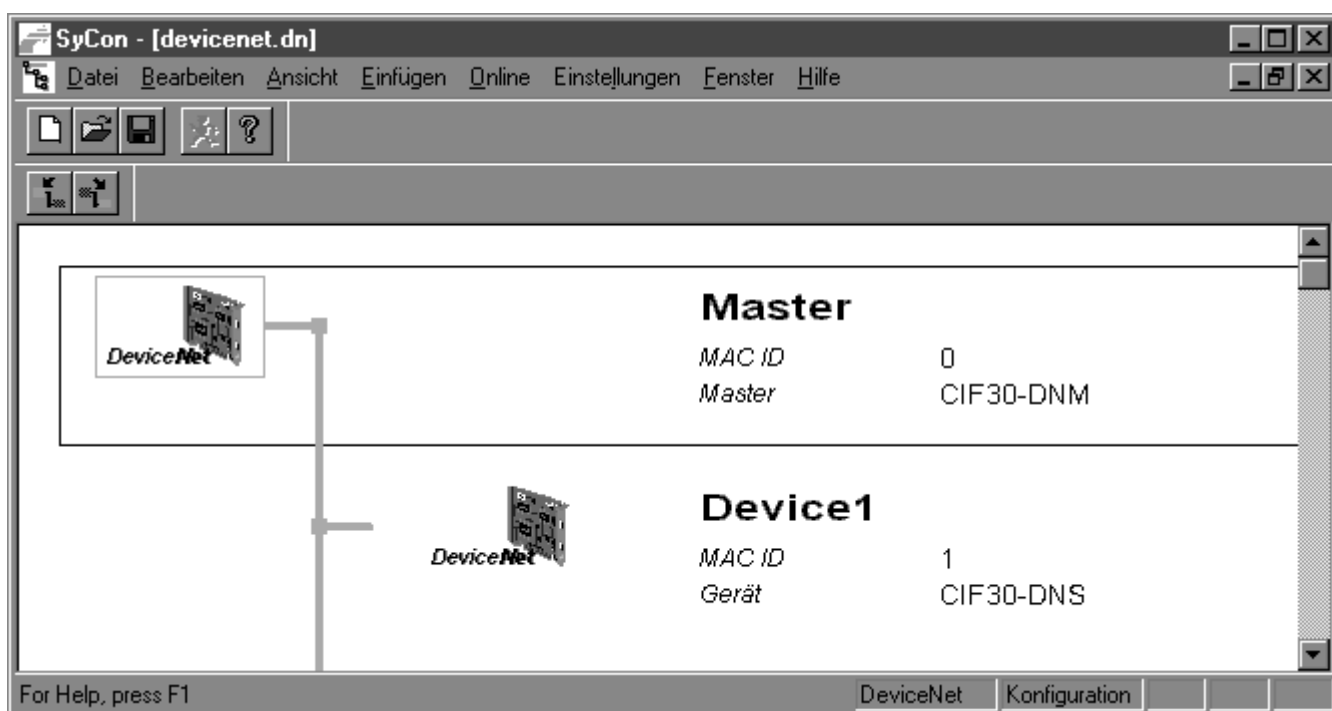 SyCon - [devicenet.dn]
Datei Bearbeiten Ansicht Einfügen Online Einstellungen Fenster Hilfe
DeviceNet
Master
MAC ID 0
Master CIF30-DNM
DeviceNet
Device1
MAC ID 1
Gerät CIF30-DNS
For Help, press F1 DeviceNet Konfiguration